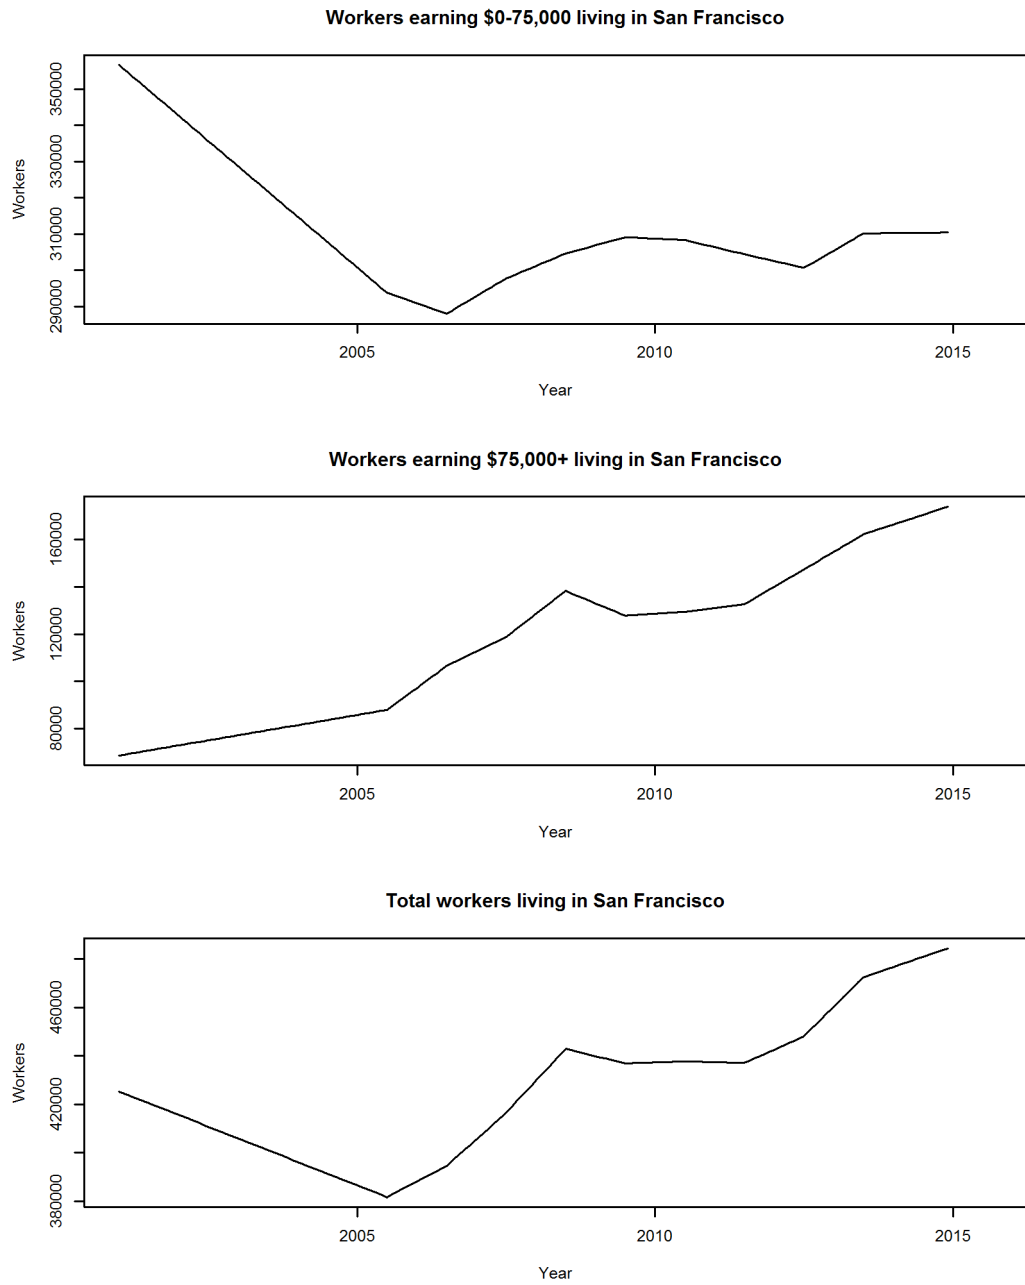 Workers earning $0-75,000 living in San Francisco
Workers
350000
330000
310000
290000
2005 2010 2015
Year
Workers earning $75,000+ living in San Francisco
Workers
160000
120000
80000
2005 2010 2015
Year
Total workers living in San Francisco
Workers
460000
420000
380000
2005 2010 2015
Year